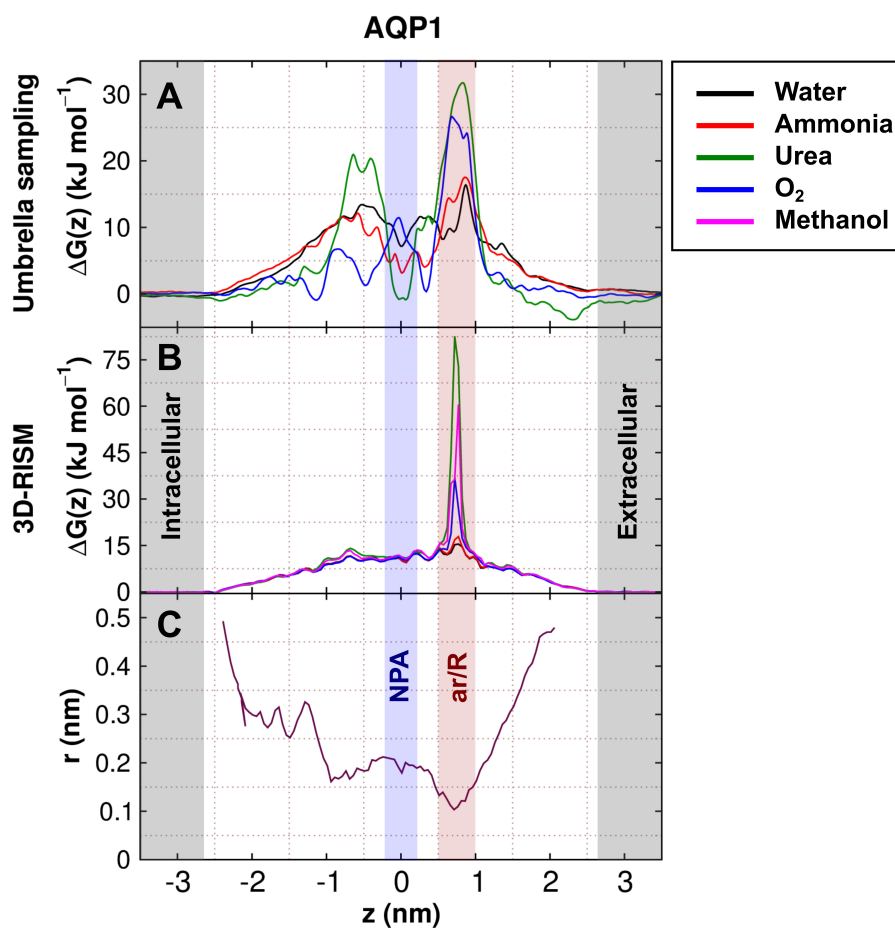 AQP1
A
Umbrella sampling
ΔG(z) (kJ mol⁻¹)
30
20
10
0
Water
Ammonia
Urea
O₂
Methanol
B
3D-RISM
ΔG(z) (kJ mol⁻¹)
75
60
45
30
15
0
Intracellular
Extracellular
C
r (nm)
0.5
0.4
0.3
0.2
0.1
0
NPA
ar/R
-3 -2 -1 0 1 2 3
z (nm)